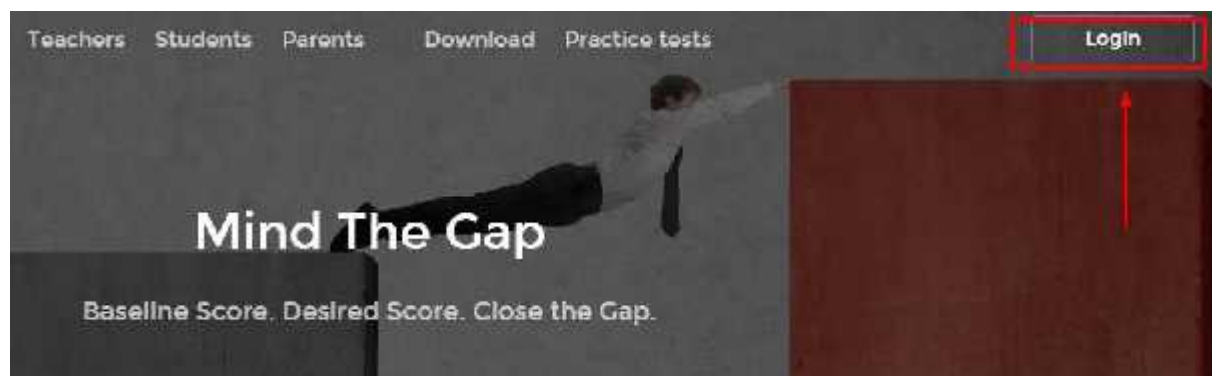 Teachers Students Parents Download Practice tests Login
Mind The Gap
Baseline Score. Desired Score. Close the Gap.